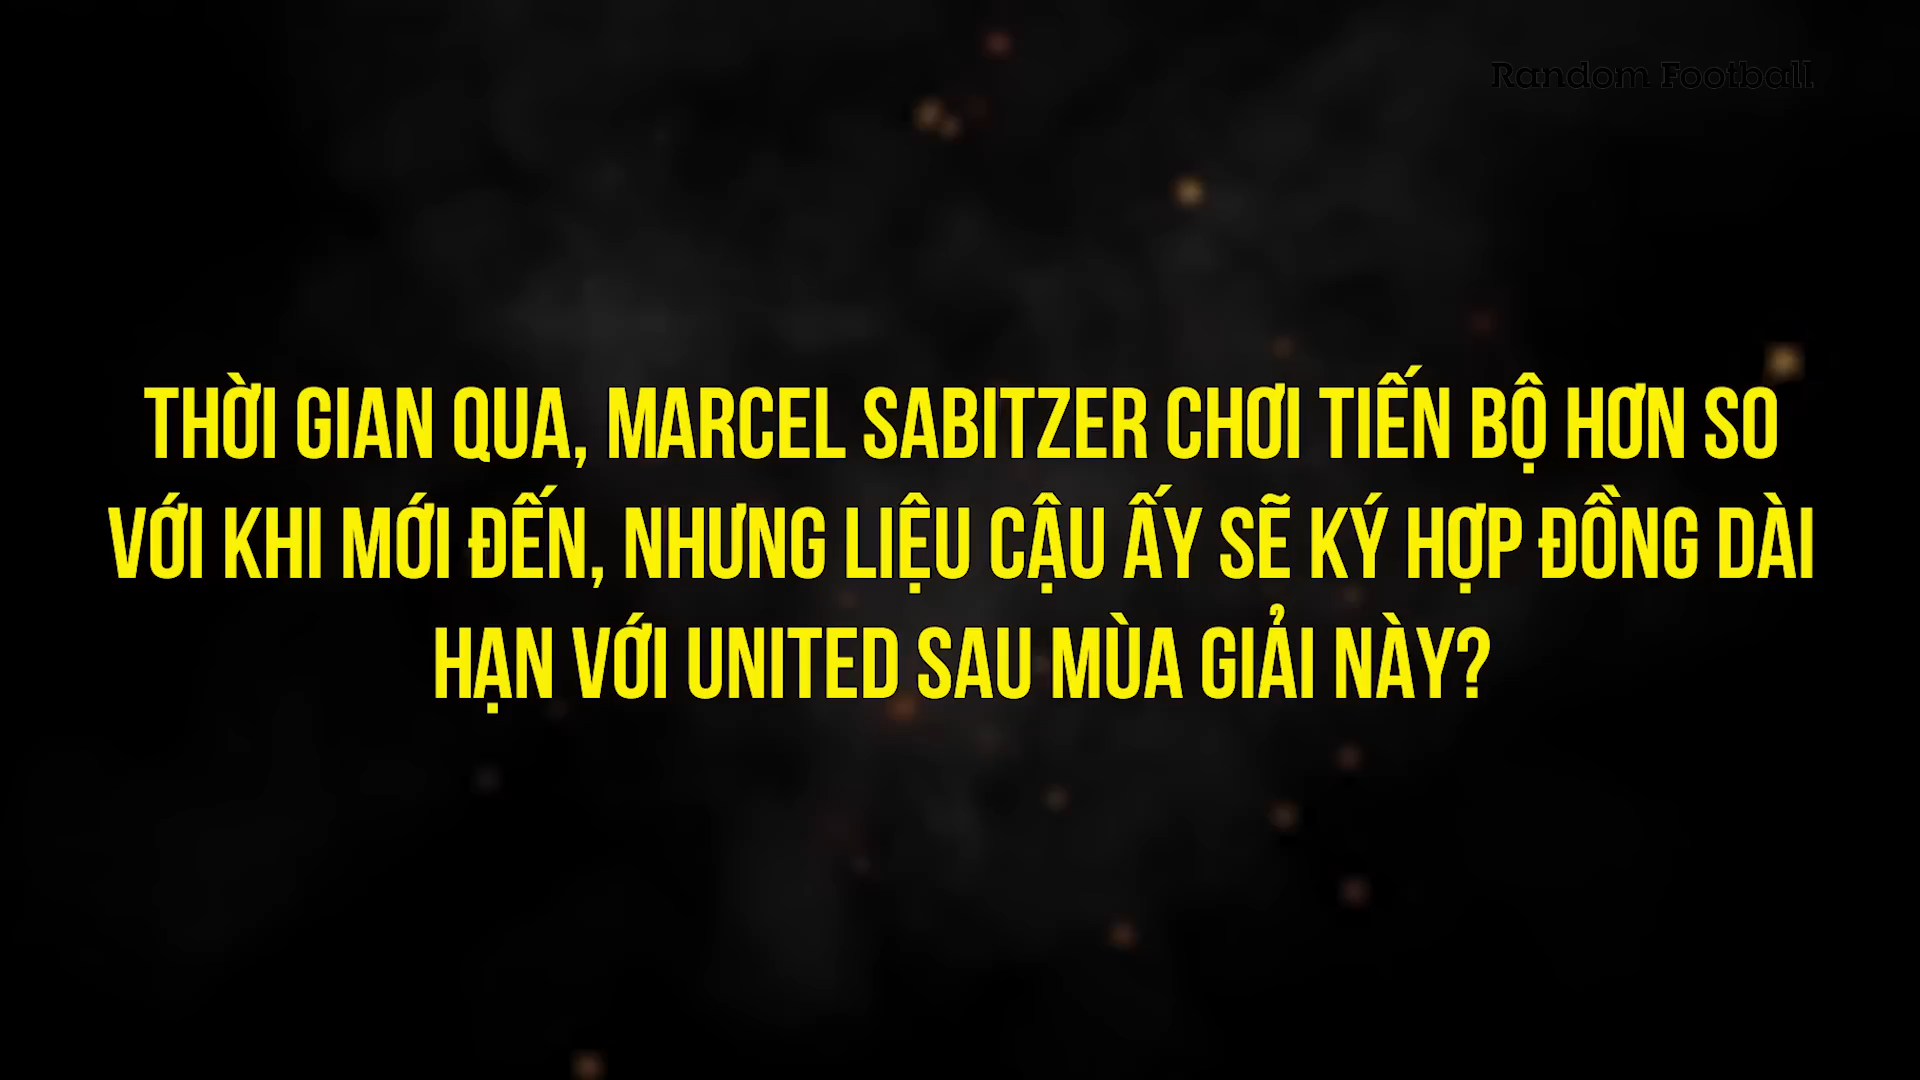 Random Football
THỜI GIAN QUA, MARCEL SABITZER CHƠI TIẾN BỘ HƠN SO
VỚI KHI MỚI ĐẾN, NHƯNG LIỆU CẬU ẤY SẼ KÝ HỢP ĐỒNG DÀI
HẠN VỚI UNITED SAU MÙA GIẢI NÀY?